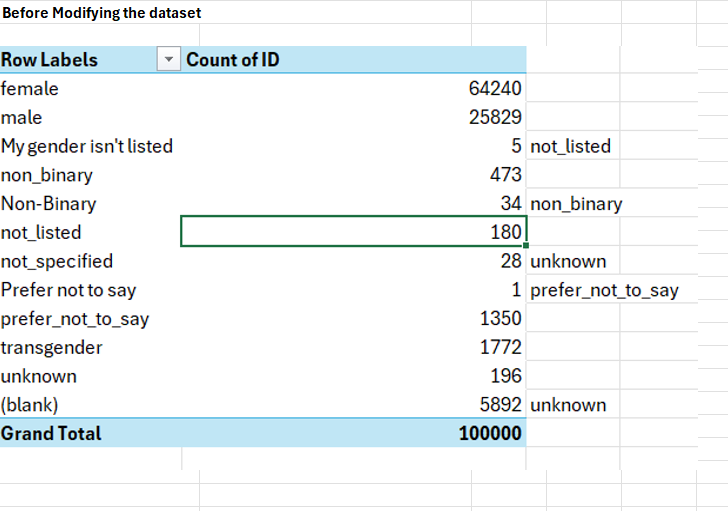 Before Modifying the dataset
Row Labels Count of ID
female 64240
male 25829
My gender isn't listed 5 not_listed
non_binary 473
Non-Binary 34 non_binary
not_listed 180
not_specified 28 unknown
Prefer not to say 1 prefer_not_to_say
prefer_not_to_say 1350
transgender 1772
unknown 196
(blank) 5892 unknown
Grand Total 100000